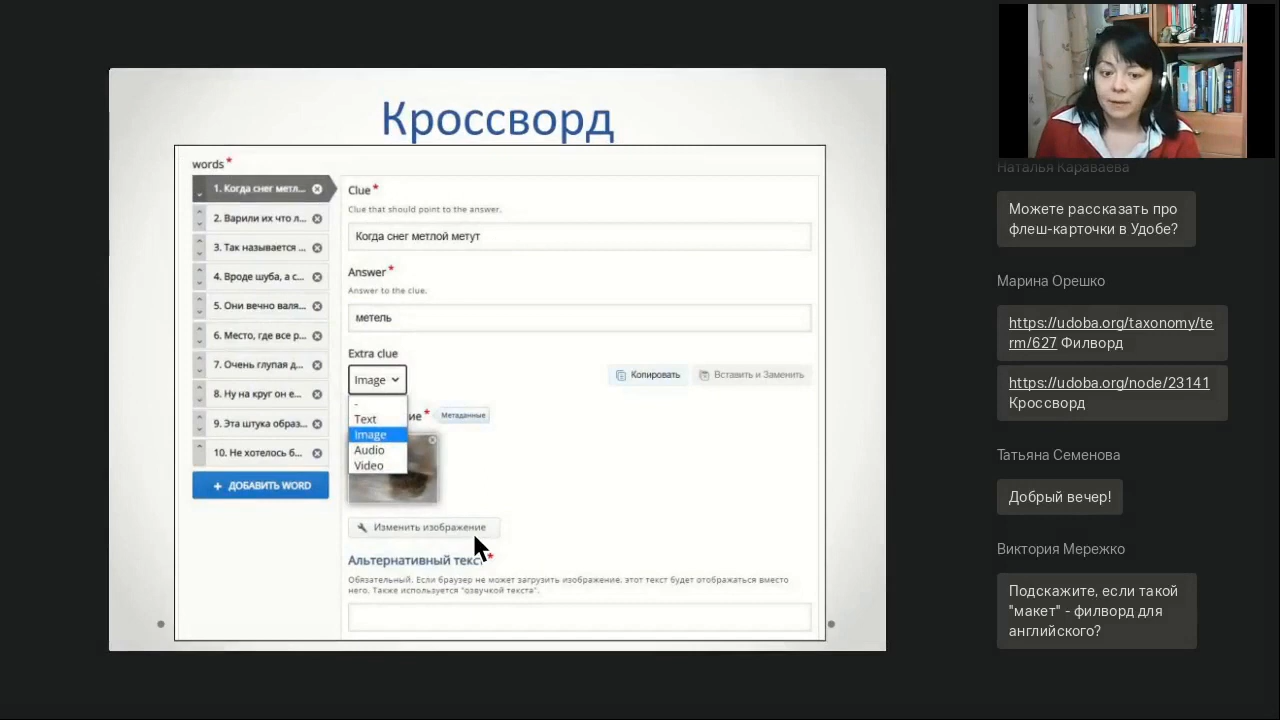 Кроссворд
words*
1. Когда снег метл...
2. Варили их что л...
3. Так называется ...
4. Вроде шуба, а с...
5. Они вечно валя...
6. Место, где все р...
7. Очень глупая д...
8. Ну на круг он е...
9. Эта штука образ...
10. Не хотелось б...
+ ДОБАВИТЬ WORD
Clue*
Clue that should point to the answer.
Когда снег метлой метут
Answer*
Answer to the clue.
метель
Extra clue
Image
Копировать
Вставить и Заменить
-
Text
Image
Audio
Video
ие*
Метаданные
Изменить изображение
Альтернативный текс *
Обязательный. Если браузер не может загрузить изображение, этот текст будет отображаться вместо
него. Также используется "озвучкой текста".
Наталья Караваева
Можете рассказать про
флеш-карточки в Удобе?
Марина Орешко
https://udoba.org/taxonomy/te
rm/627 Филворд
https://udoba.org/node/23141
Кроссворд
Татьяна Семенова
Добрый вечер!
Виктория Мережко
Подскажите, если такой
"макет" - филворд для
английского?